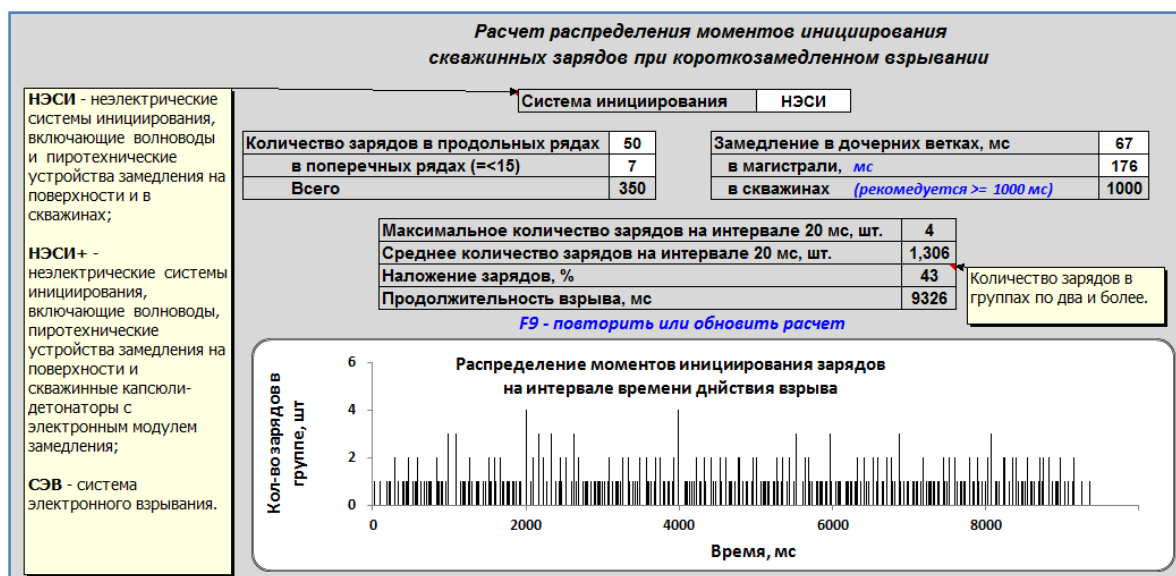 Расчет распределения моментов инициирования
скважинных зарядов при короткозамедленном взрывании
НЭСИ - неэлектрические
системы инициирования,
включающие волноводы
и пиротехнические
устройства замедления на
поверхности и в
скважинах;
НЭСИ+ -
неэлектрические системы
инициирования,
включающие волноводы,
пиротехнические
устройства замедления на
поверхности и
скважинные капсюли-
детонаторы с
электронным модулем
замедления;
СЭВ - система
электронного взрывания.
Система инициирования НЭСИ
Количество зарядов в продольных рядах 50
в поперечных рядах (=<15) 7
Всего 350
Замедление в дочерних ветках, мс 67
в магистрали, мс 176
в скважинах (рекомедуется >= 1000 мс) 1000
Максимальное количество зарядов на интервале 20 мс, шт. 4
Среднее количество зарядов на интервале 20 мс, шт. 1,306
Наложение зарядов, % 43
Продолжительность взрыва, мс 9326
Количество зарядов в
группах по два и более.
F9 - повторить или обновить расчет
Распределение моментов инициирования зарядов
на интервале времени днйствия взрыва
Кол-во зарядов в
группе, шт
6
4
2
0
0 2000 4000 6000 8000
Время, мс